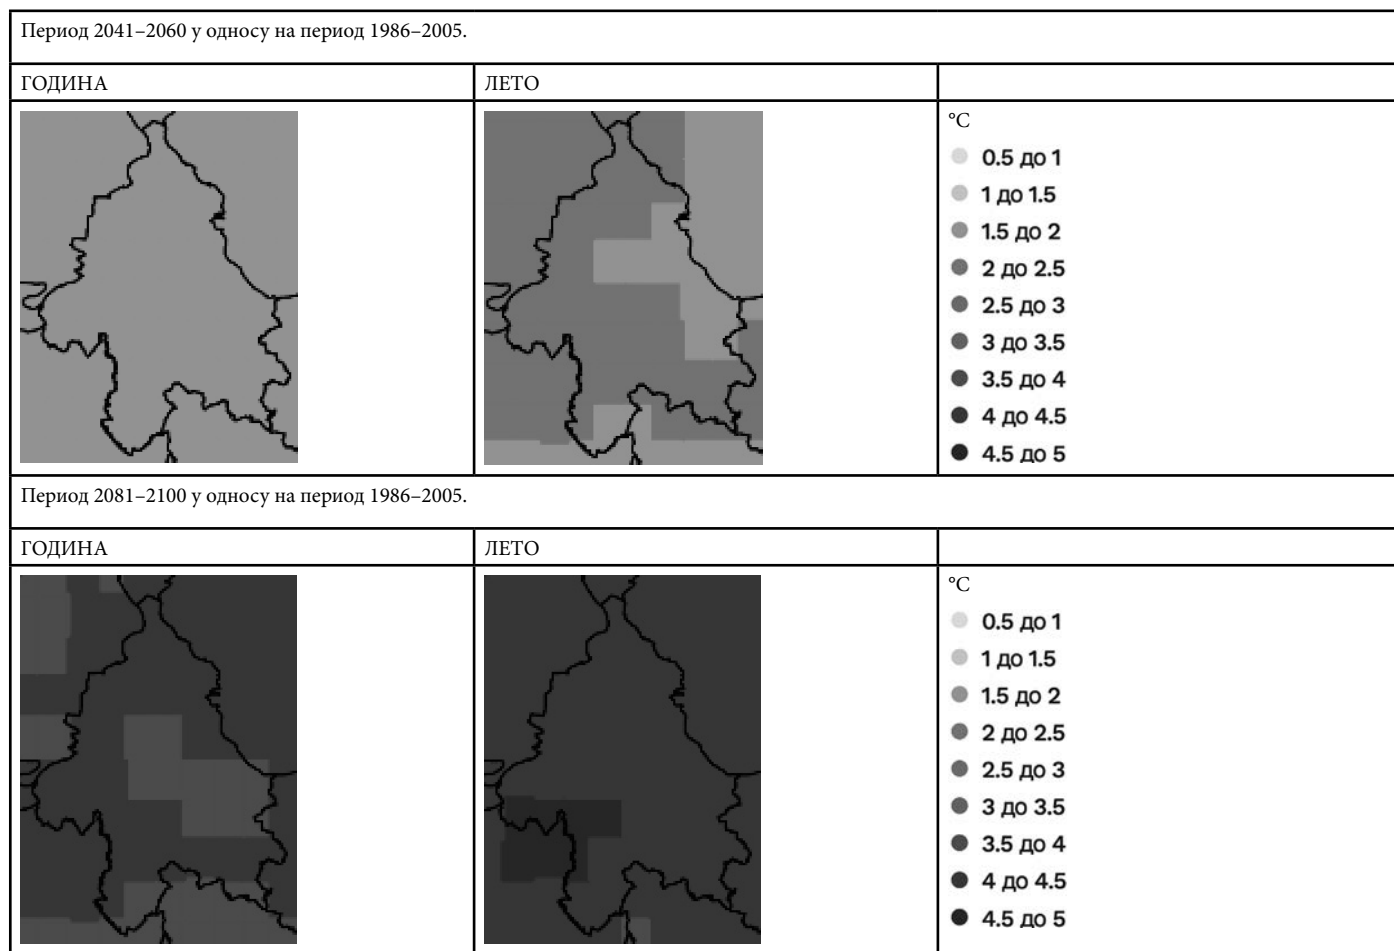 Период 2041–2060 у односу на период 1986–2005.
ГОДИНА
ЛЕТО
°C
0.5 до 1
1 до 1.5
1.5 до 2
2 до 2.5
2.5 до 3
3 до 3.5
3.5 до 4
4 до 4.5
4.5 до 5
Период 2081–2100 у односу на период 1986–2005.
ГОДИНА
ЛЕТО
°C
0.5 до 1
1 до 1.5
1.5 до 2
2 до 2.5
2.5 до 3
3 до 3.5
3.5 до 4
4 до 4.5
4.5 до 5